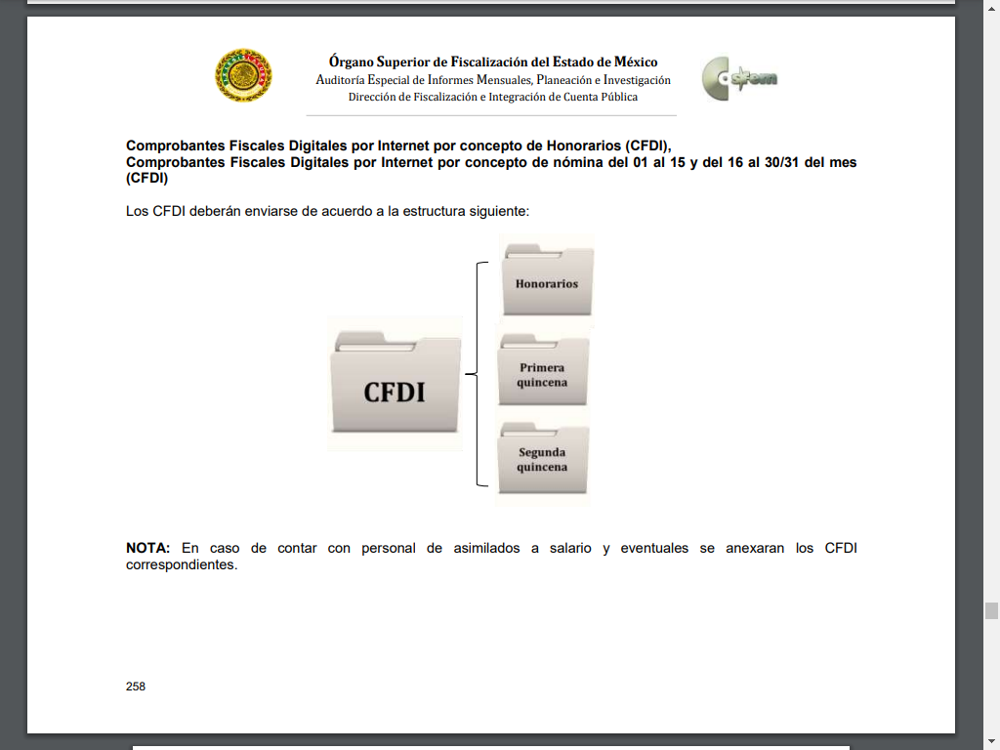 Órgano Superior de Fiscalización del Estado de México
Auditoría Especial de Informes Mensuales, Planeación e Investigación
Dirección de Fiscalización e Integración de Cuenta Pública
osfem
Comprobantes Fiscales Digitales por Internet por concepto de Honorarios (CFDI),
Comprobantes Fiscales Digitales por Internet por concepto de nómina del 01 al 15 y del 16 al 30/31 del mes
(CFDI)
Los CFDI deberán enviarse de acuerdo a la estructura siguiente:
CFDI
Honorarios
Primera
quincena
Segunda
quincena
NOTA: En caso de contar con personal de asimilados a salario y eventuales se anexaran los CFDI
correspondientes.
258